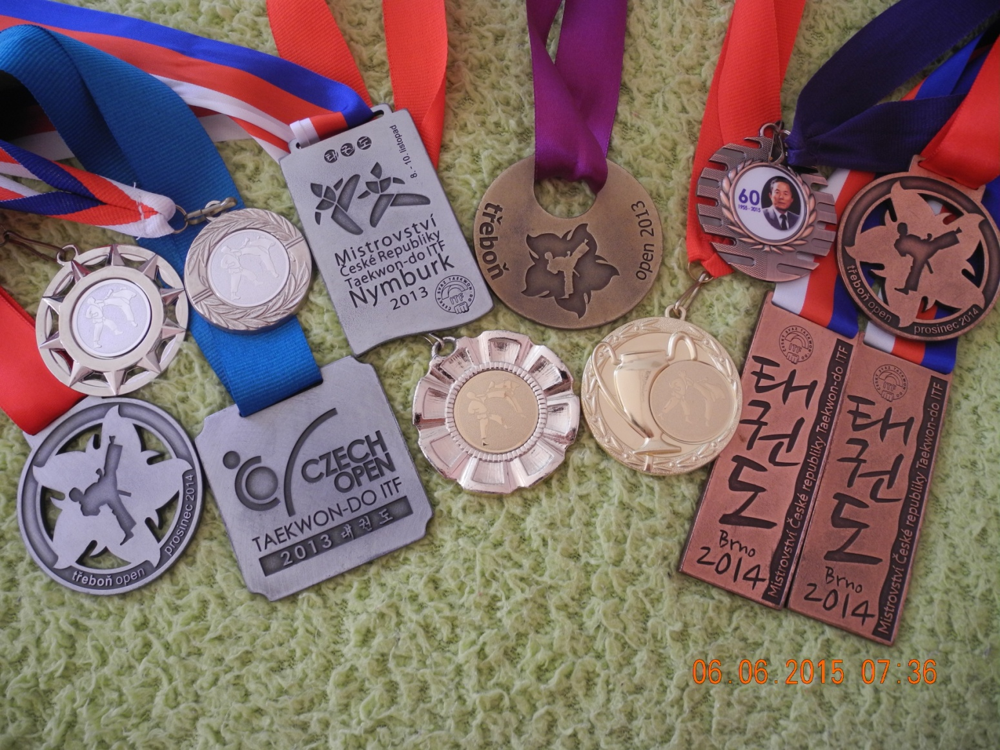 태권도
8. - 10. listopad
Mistrovství
České Republiky
Taekwon-do ITF
Nymburk
2013
třeboň
open 2013
60
1955 - 2015
třeboň open
prosinec 2014
třeboň open
prosinec 2014
CZECH
OPEN
TAEKWON-DO ITF
2013 태권도
ITF
태권도
Brno
2014
Mistrovství České republiky Taekwon-do ITF
ITF
태권도
Brno
2014
Mistrovství České republiky Taekwon-do ITF
06.06.2015 07:36